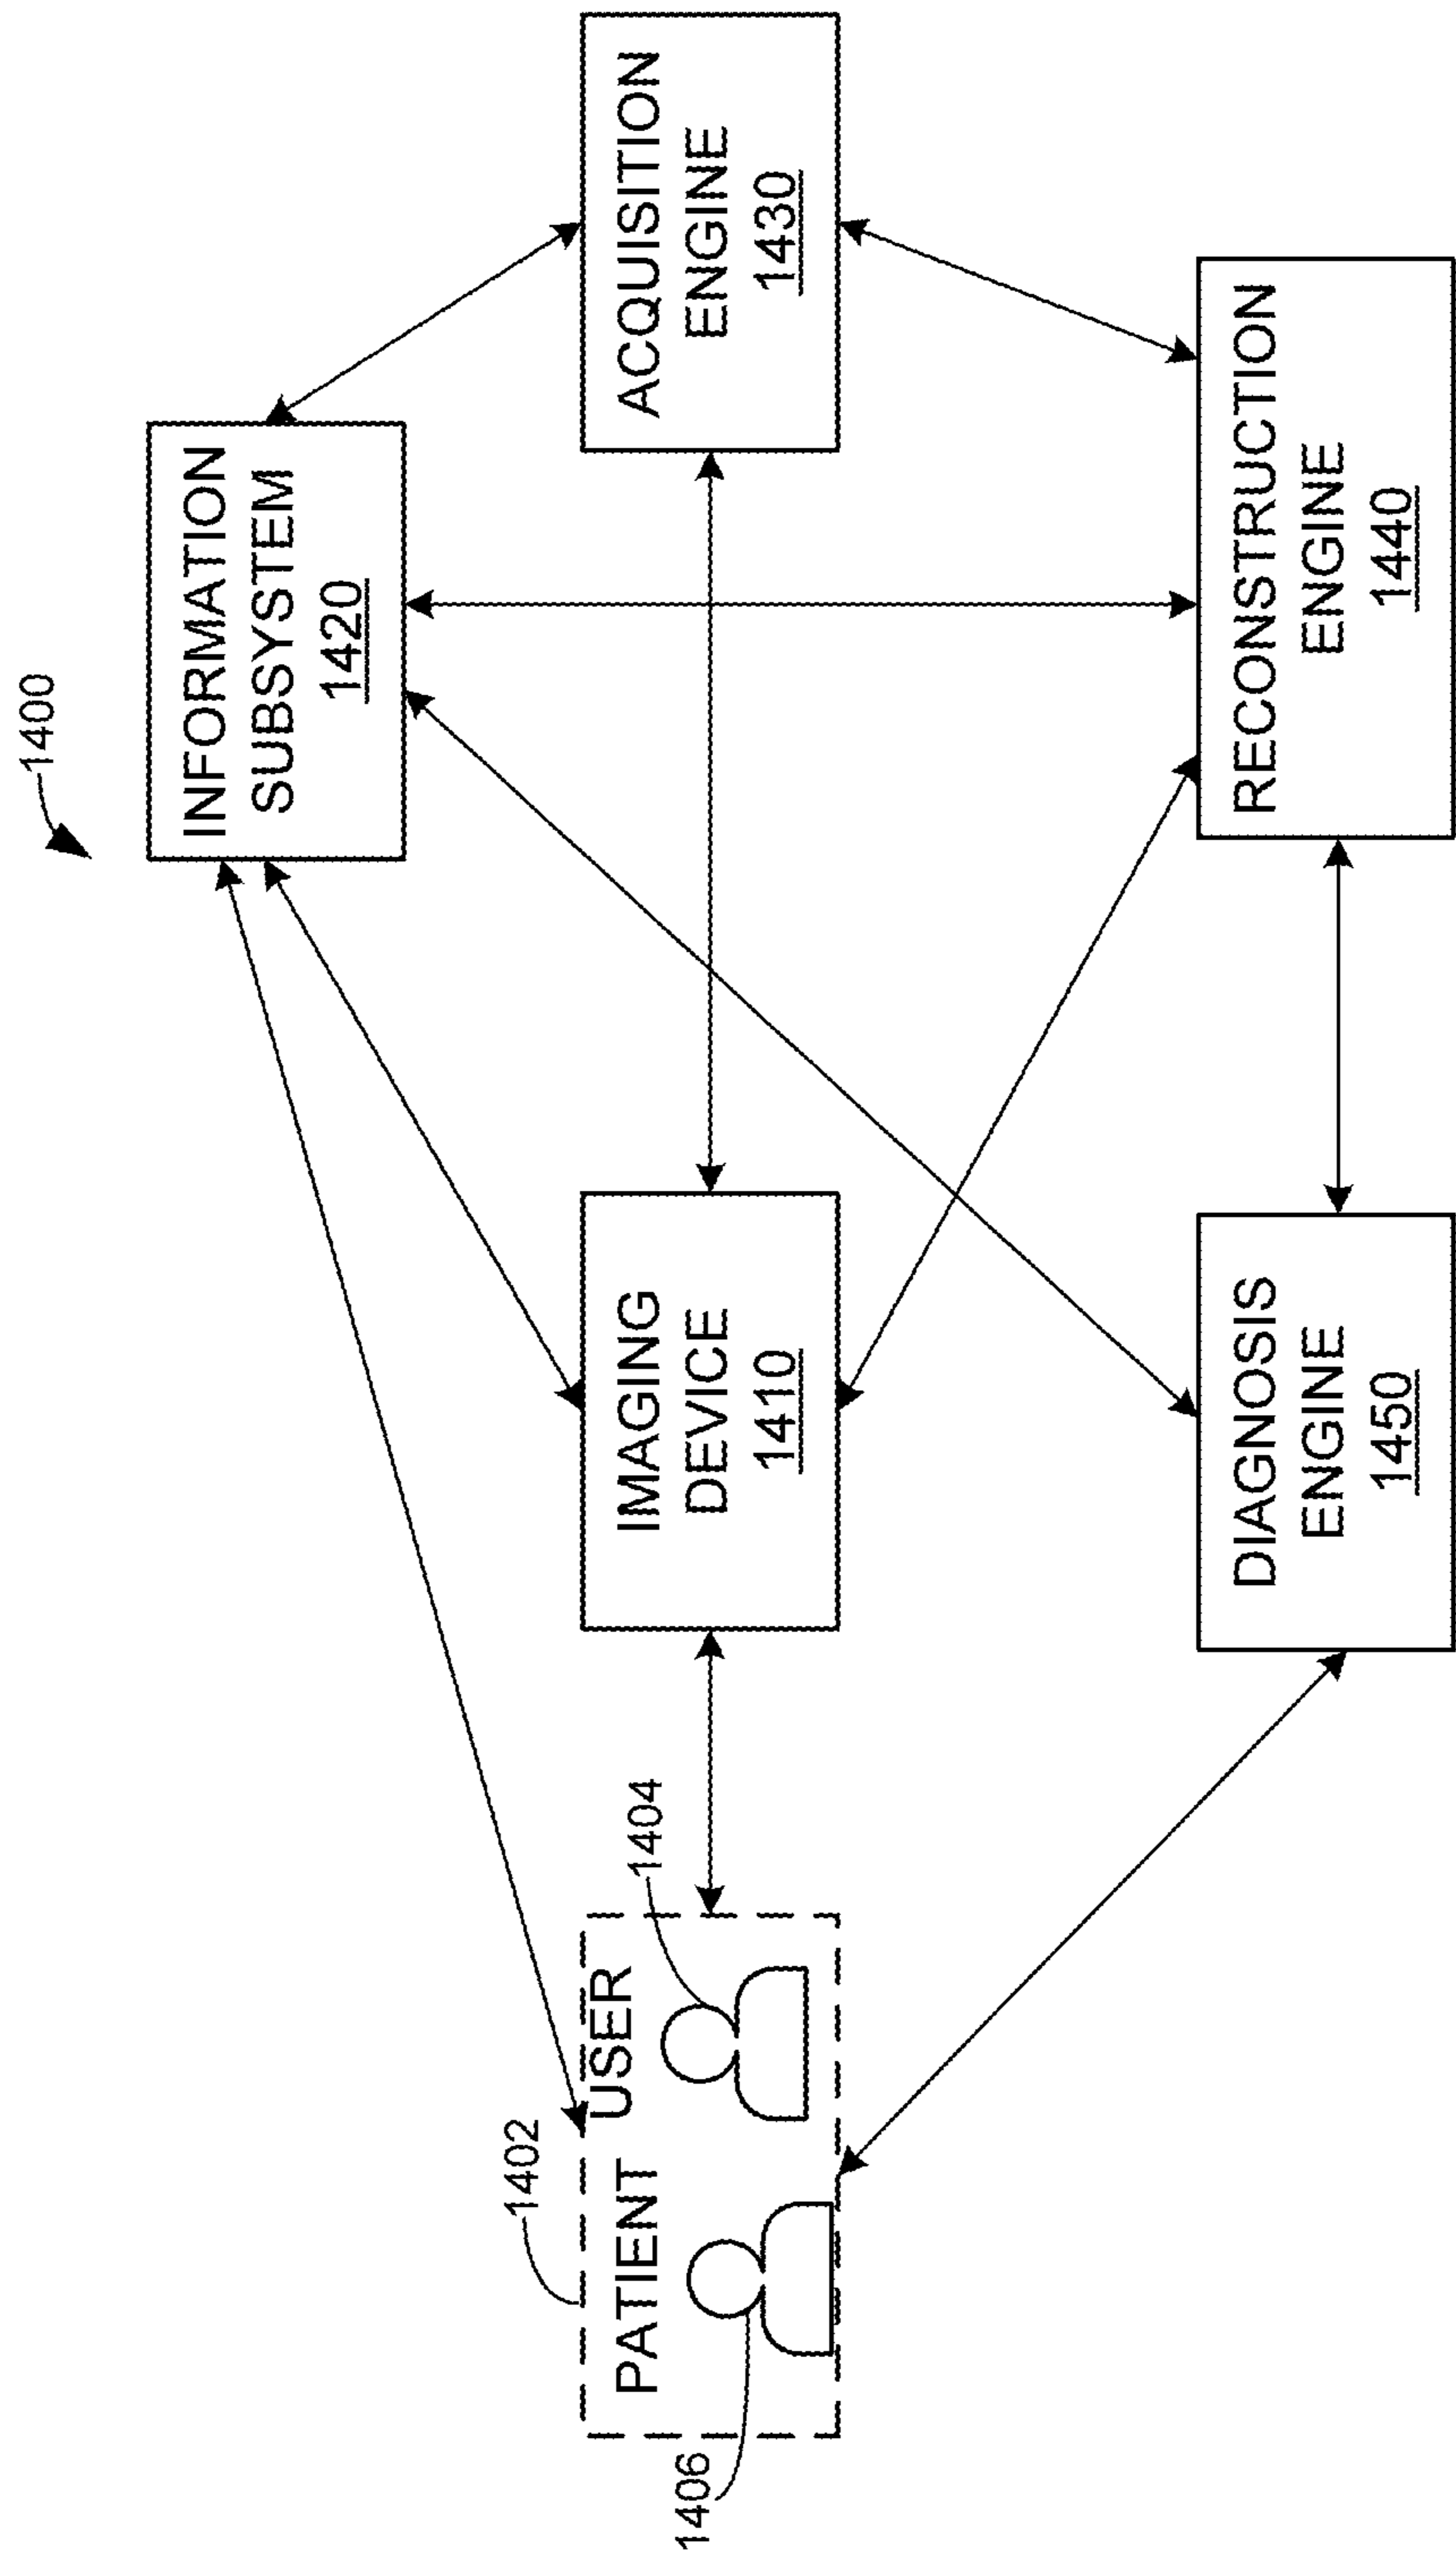 1400
INFORMATION
SUBSYSTEM
1420
1402
PATIENT
USER
1404
1406
IMAGING
DEVICE
1410
ACQUISITION
ENGINE
1430
DIAGNOSIS
ENGINE
1450
RECONSTRUCTION
ENGINE
1440